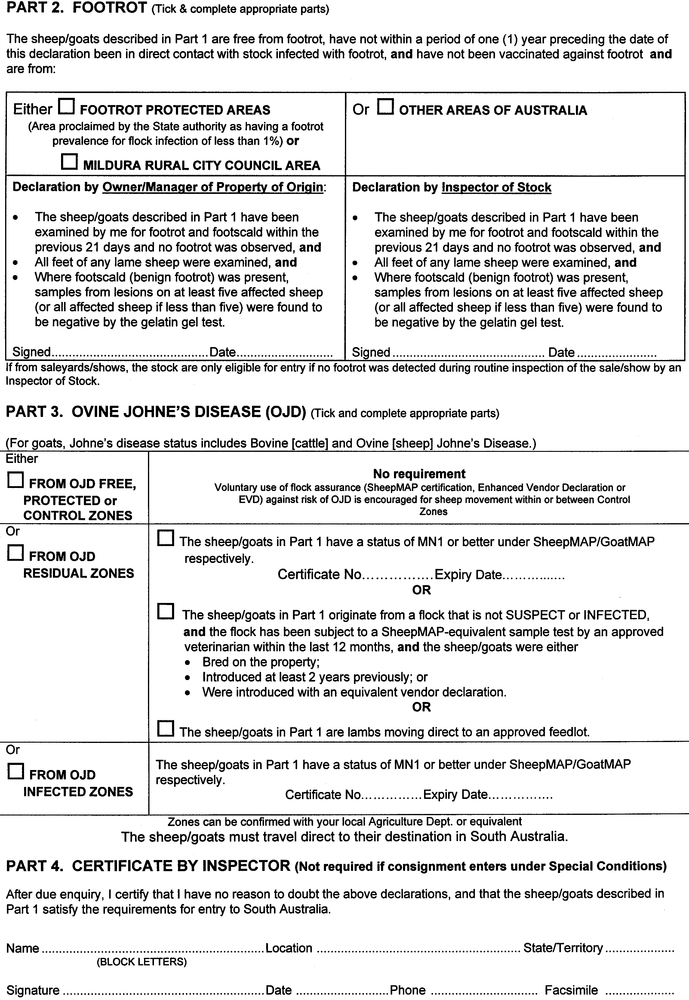 PART 2. FOOTROT (Tick & complete appropriate parts)
The sheep/goats described in Part 1 are free from footrot, have not within a period of one (1) year preceding the date of
this declaration been in direct contact with stock infected with footrot, and have not been vaccinated against footrot and
are from:
Either ☐ FOOTROT PROTECTED AREAS
(Area proclaimed by the State authority as having a footrot
prevalence for flock infection of less than 1%) or
☐ MILDURA RURAL CITY COUNCIL AREA
Or ☐ OTHER AREAS OF AUSTRALIA
Declaration by Owner/Manager of Property of Origin:
• The sheep/goats described in Part 1 have been
examined by me for footrot and footscald within the
previous 21 days and no footrot was observed, and
• All feet of any lame sheep were examined, and
• Where footscald (benign footrot) was present,
samples from lesions on at least five affected sheep
(or all affected sheep if less than five) were found to
be negative by the gelatin gel test.
Signed.............................................Date............................
Declaration by Inspector of Stock
• The sheep/goats described in Part 1 have been
examined by me for footrot and footscald within the
previous 21 days and no footrot was observed, and
• All feet of any lame sheep were examined, and
• Where footscald (benign footrot) was present,
samples from lesions on at least five affected sheep
(or all affected sheep if less than five) were found to
be negative by the gelatin gel test.
Signed ............................................ Date .......................
If from saleyards/shows, the stock are only eligible for entry if no footrot was detected during routine inspection of the sale/show by an
Inspector of Stock.
PART 3. OVINE JOHNE'S DISEASE (OJD) (Tick and complete appropriate parts)
(For goats, Johne's disease status includes Bovine [cattle] and Ovine [sheep] Johne's Disease.)
Either
☐ FROM OJD FREE,
PROTECTED or
CONTROL ZONES
No requirement
Voluntary use of flock assurance (SheepMAP certification, Enhanced Vendor Declaration or
EVD) against risk of OJD is encouraged for sheep movement within or between Control
Zones
Or
☐ FROM OJD
RESIDUAL ZONES
☐ The sheep/goats in Part 1 have a status of MN1 or better under SheepMAP/GoatMAP
respectively.
Certificate No.................Expiry Date...............
OR
☐ The sheep/goats in Part 1 originate from a flock that is not SUSPECT or INFECTED,
and the flock has been subject to a SheepMAP-equivalent sample test by an approved
veterinarian within the last 12 months, and the sheep/goats were either
• Bred on the property;
• Introduced at least 2 years previously; or
• Were introduced with an equivalent vendor declaration.
OR
☐ The sheep/goats in Part 1 are lambs moving direct to an approved feedlot.
Or
☐ FROM OJD
INFECTED ZONES
The sheep/goats in Part 1 have a status of MN1 or better under SheepMAP/GoatMAP
respectively.
Certificate No...............Expiry Date................
Zones can be confirmed with your local Agriculture Dept. or equivalent
The sheep/goats must travel direct to their destination in South Australia.
PART 4. CERTIFICATE BY INSPECTOR (Not required if consignment enters under Special Conditions)
After due enquiry, I certify that I have no reason to doubt the above declarations, and that the sheep/goats described in
Part 1 satisfy the requirements for entry to South Australia.
Name ................................................................Location ........................................................... State/Territory ....................
(BLOCK LETTERS)
Signature ..........................................................Date ...........................Phone ............................... Facsimile ....................